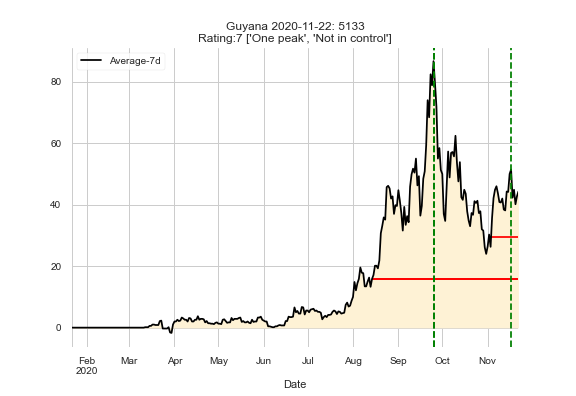 Guyana 2020-11-22: 5133
Rating:7 ['One peak', 'Not in control']
Average-7d
80
60
40
20
0
Feb Mar Apr May Jun Jul Aug Sep Oct Nov
2020
Date